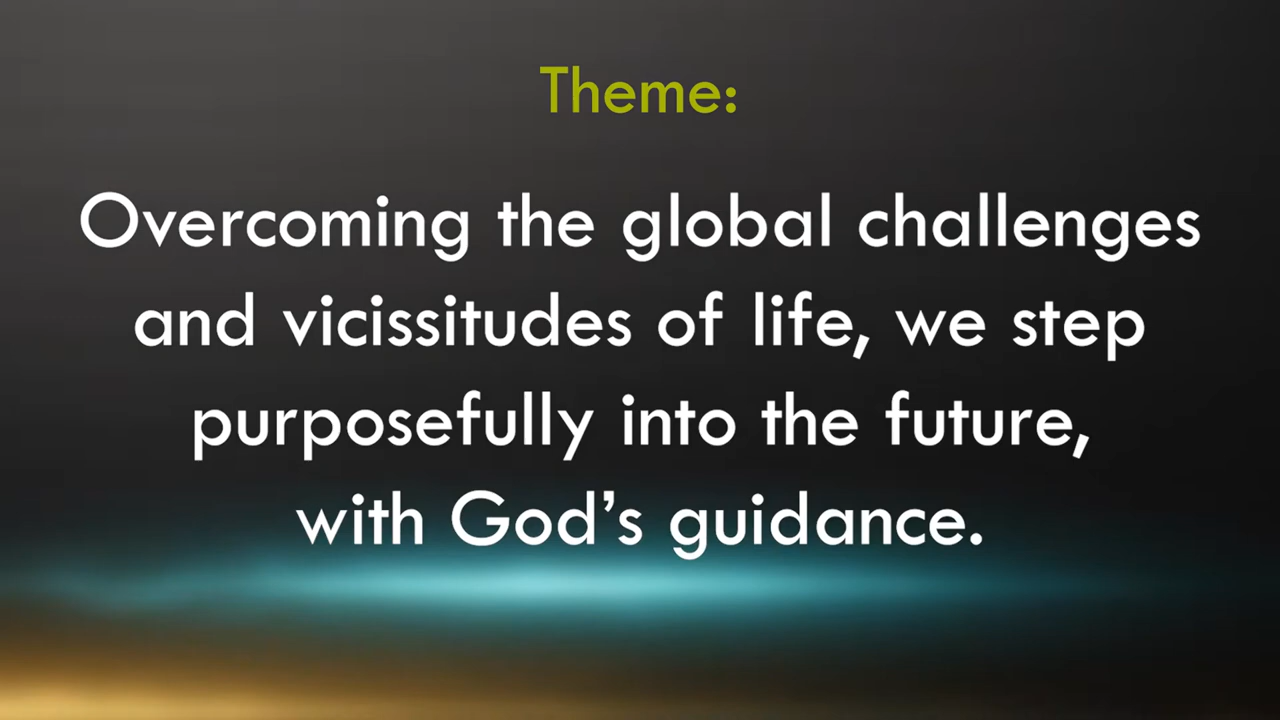 Theme:
Overcoming the global challenges
and vicissitudes of life, we step
purposefully into the future,
with God’s guidance.